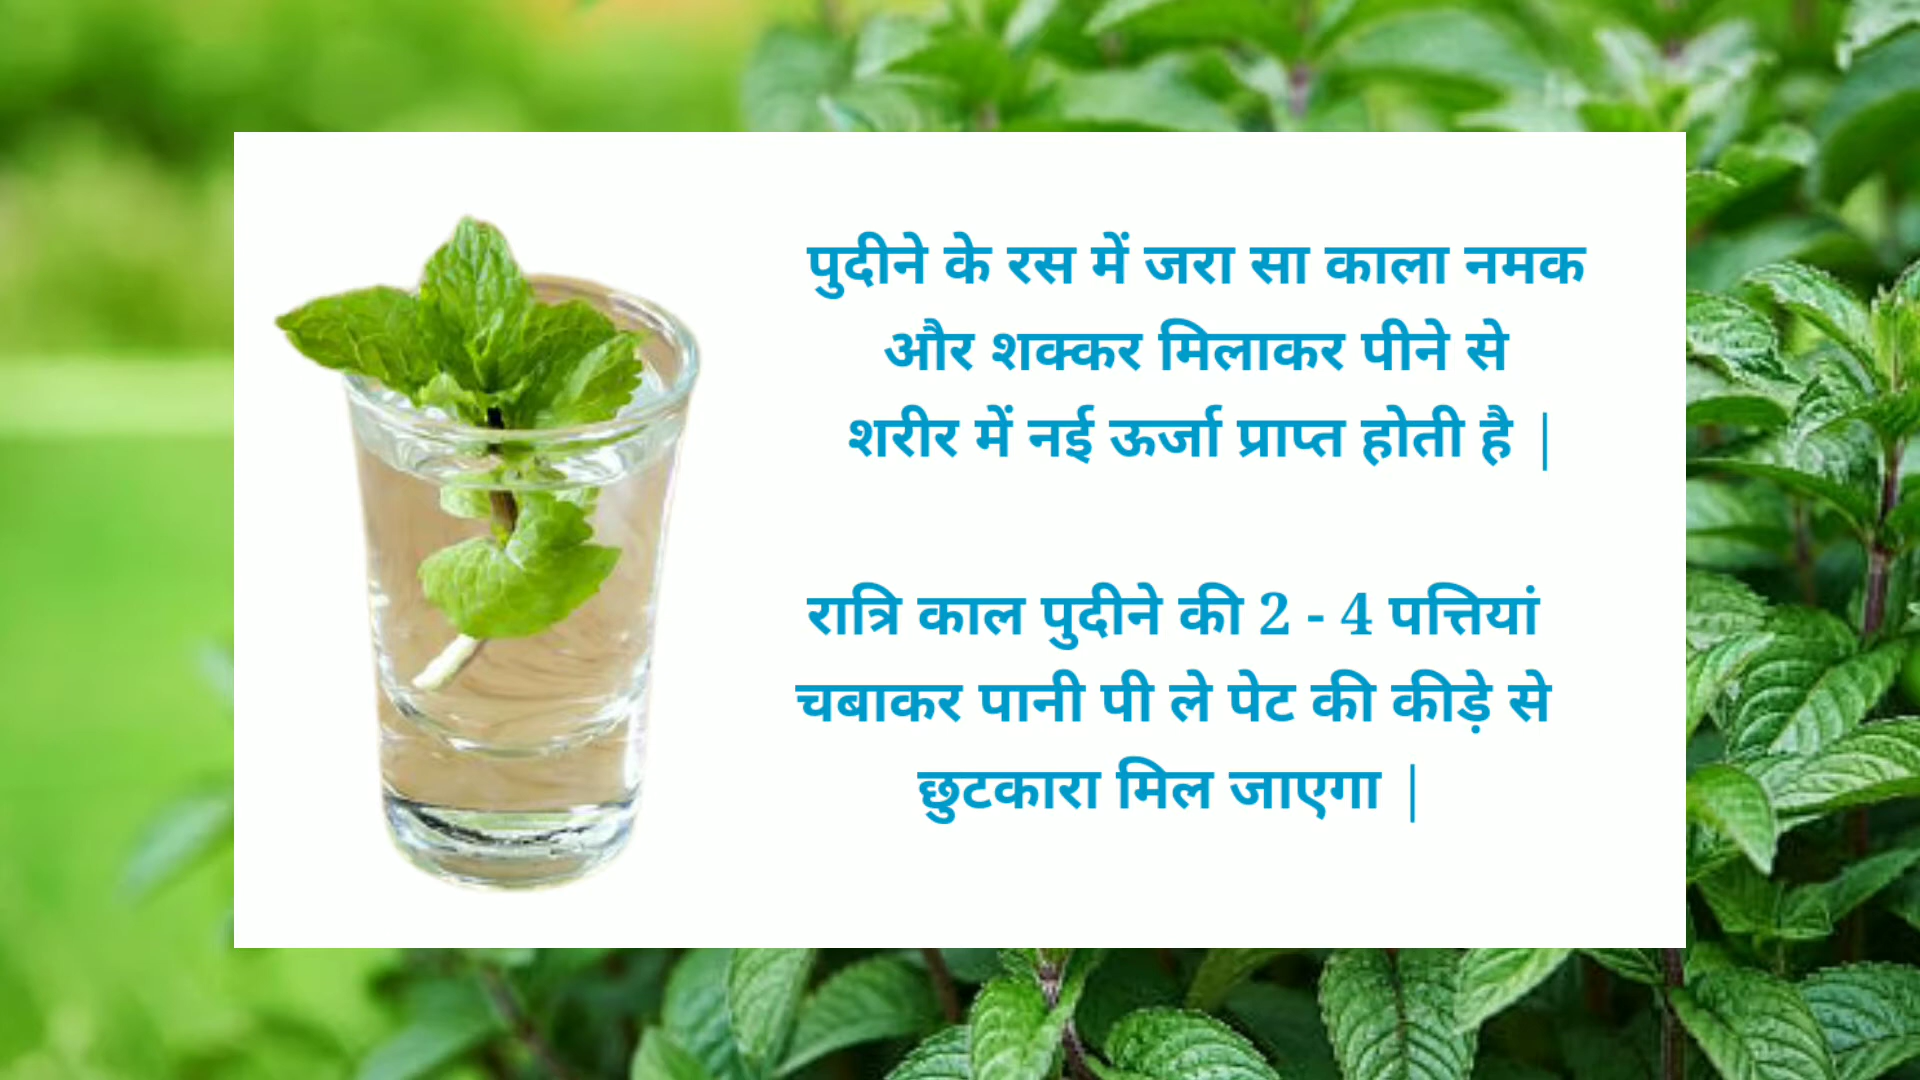 पुदीने के रस में जरा सा काला नमक
और शक्कर मिलाकर पीने से
शरीर में नई ऊर्जा प्राप्त होती है |
रात्रि काल पुदीने की 2 - 4 पत्तियां
चबाकर पानी पी ले पेट की कीड़े से
छुटकारा मिल जाएगा |